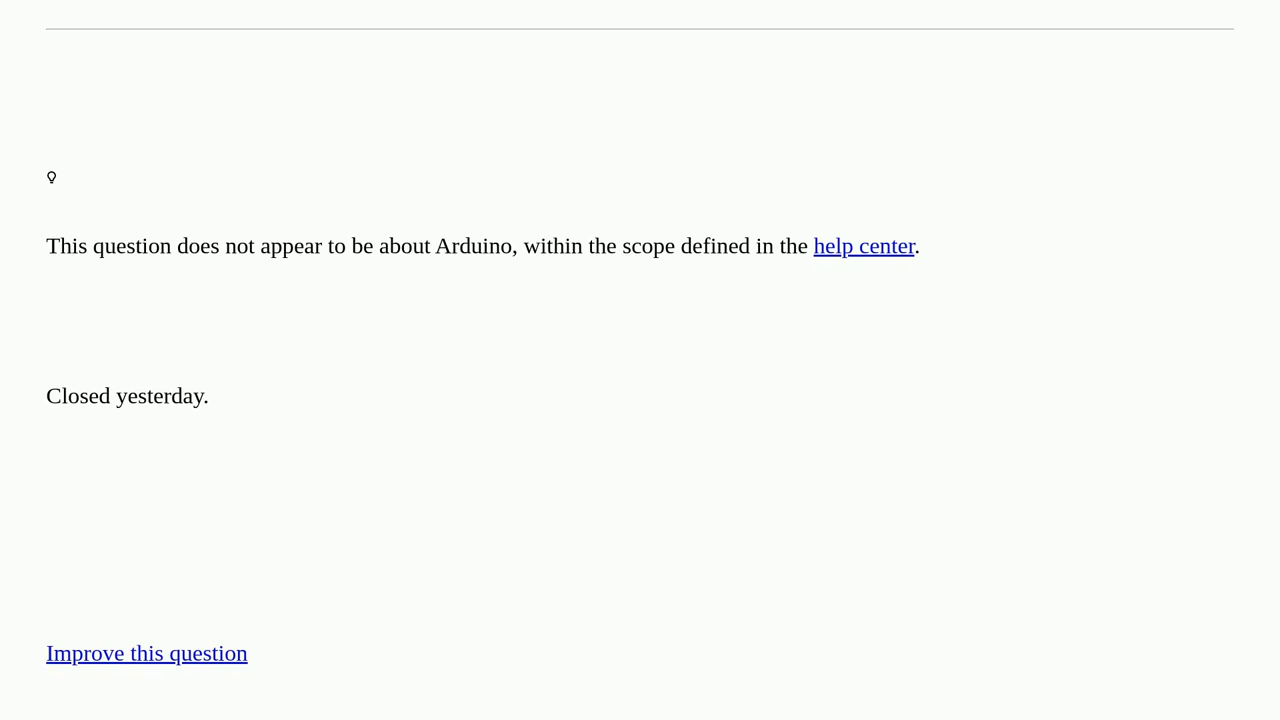 This question does not appear to be about Arduino, within the scope defined in the help center.
Closed yesterday.
Improve this question